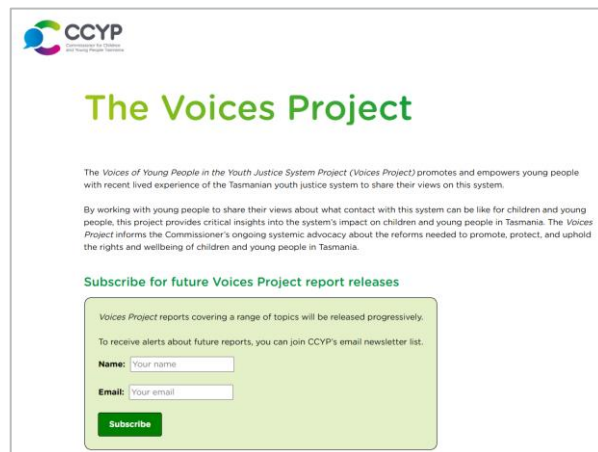 CCYP
Commissioner for Children
and Young People Tasmania
The Voices Project
The Voices of Young People in the Youth Justice System Project (Voices Project) promotes and empowers young people
with recent lived experience of the Tasmanian youth justice system to share their views on this system.
By working with young people to share their views about what contact with this system can be like for children and young
people, this project provides critical insights into the system's impact on children and young people in Tasmania. The Voices
Project informs the Commissioner's ongoing systemic advocacy about the reforms needed to promote, protect, and uphold
the rights and wellbeing of children and young people in Tasmania.
Subscribe for future Voices Project report releases
Voices Project reports covering a range of topics will be released progressively.
To receive alerts about future reports, you can join CCYP's email newsletter list.
Name: Your name
Email: Your email
Subscribe